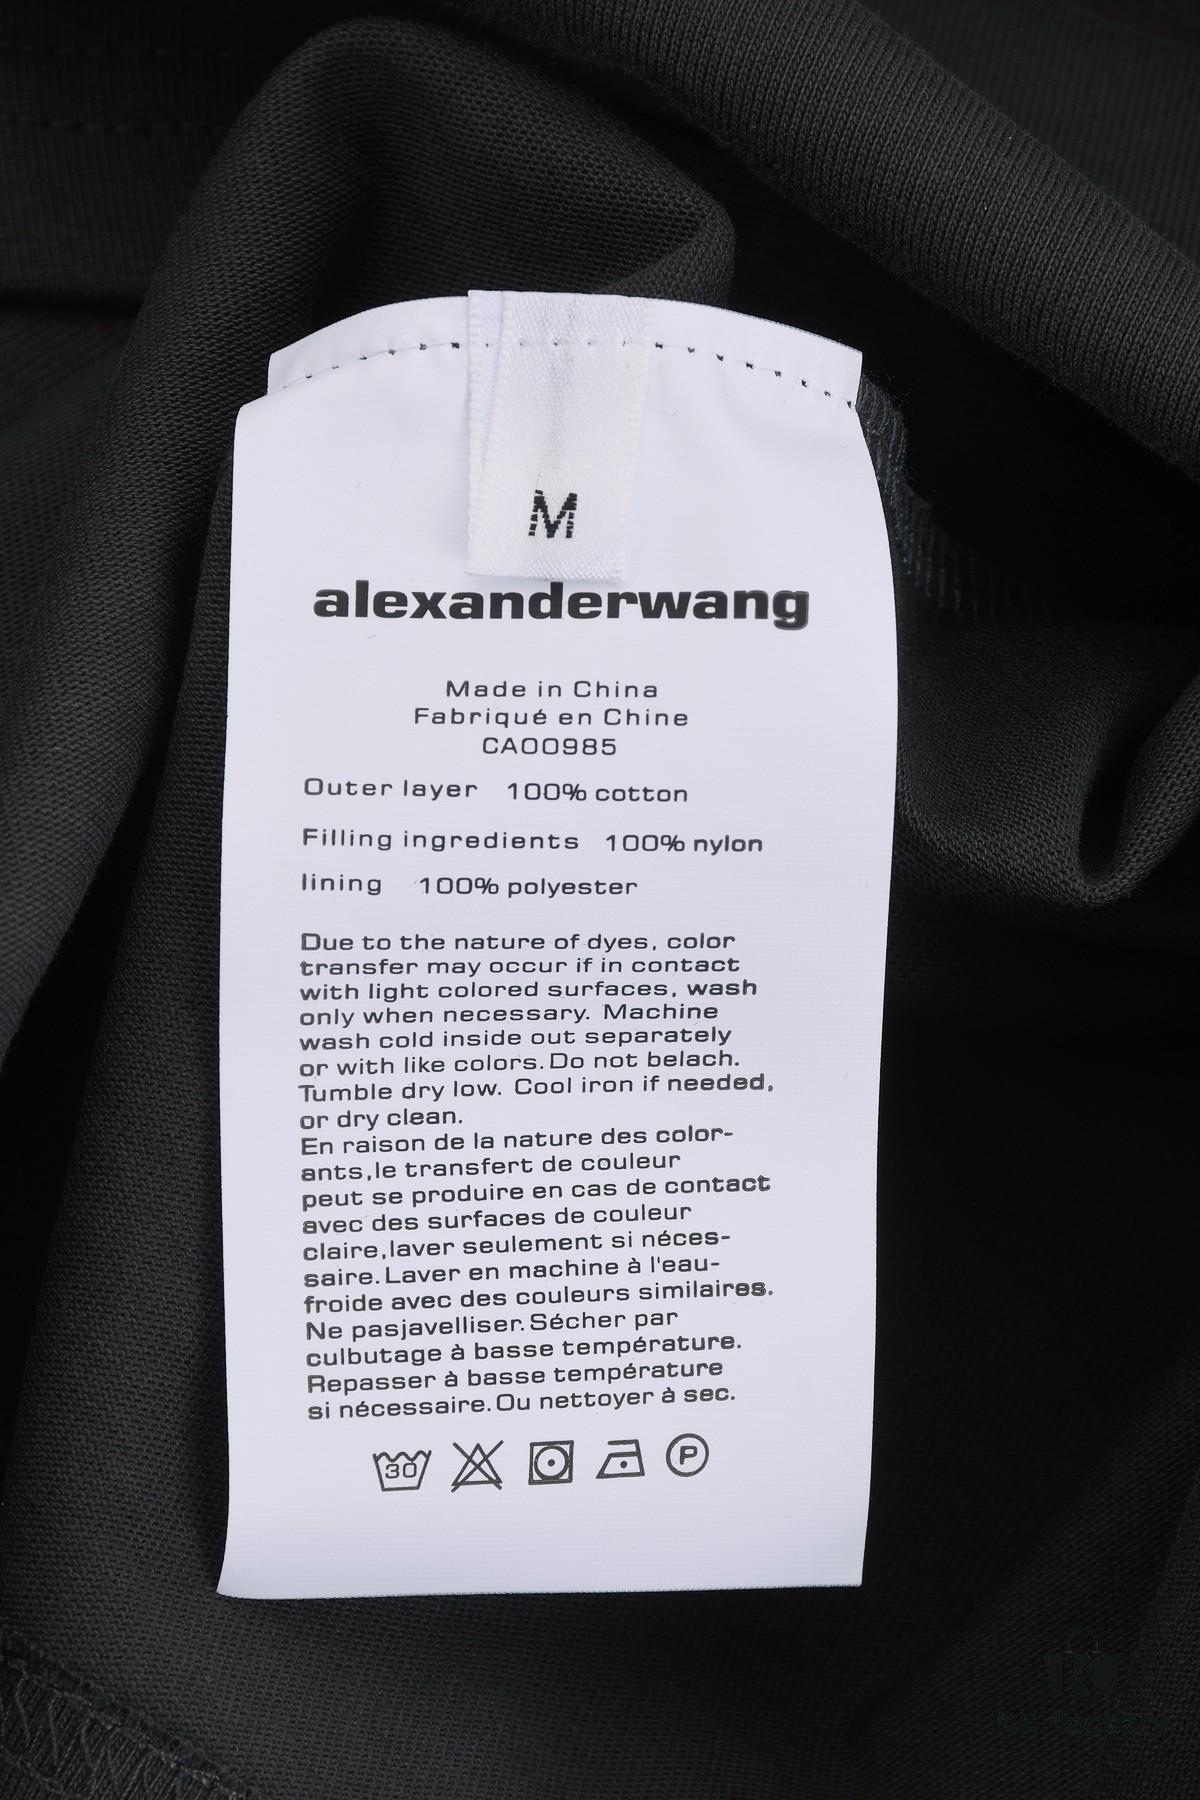 M
alexanderwang
Made in China
Fabriqué en Chine
CA00985
Outer layer 100% cotton
Filling ingredients 100% nylon
lining 100% polyester
Due to the nature of dyes, color
transfer may occur if in contact
with light colored surfaces, wash
only when necessary. Machine
wash cold inside out separately
or with like colors.Do not belach.
Tumble dry low. Cool iron if needed,
or dry clean.
En raison de la nature des color-
ants,le transfert de couleur
peut se produire en cas de contact
avec des surfaces de couleur
claire,laver seulement si néces-
saire.Laver en machine à l'eau-
froide avec des couleurs similaires.
Ne pasjavelliser.Sécher par
culbutage à basse température.
Repasser à basse température
si nécessaire.Ou nettoyer à sec.
30 P